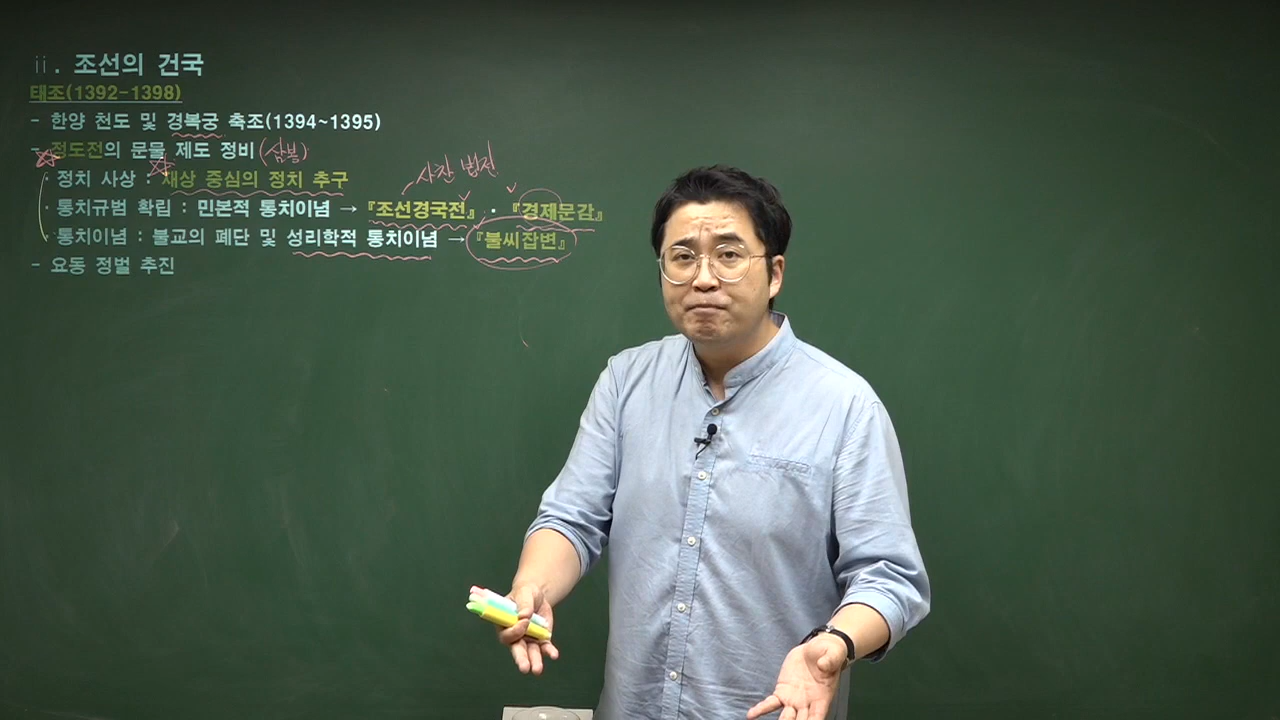 ⅱ. 조선의 건국
태조(1392-1398)
- 한양 천도 및 경복궁 축조(1394~1395)
- 정도전의 문물 제도 정비 (삼봉)
사찬 법전
· 정치 사상 : 재상 중심의 정치 추구
· 통치규범 확립 : 민본적 통치이념 → 『조선경국전』 · 『경제문감』
· 통치이념 : 불교의 폐단 및 성리학적 통치이념 → 『불씨잡변』
- 요동 정벌 추진